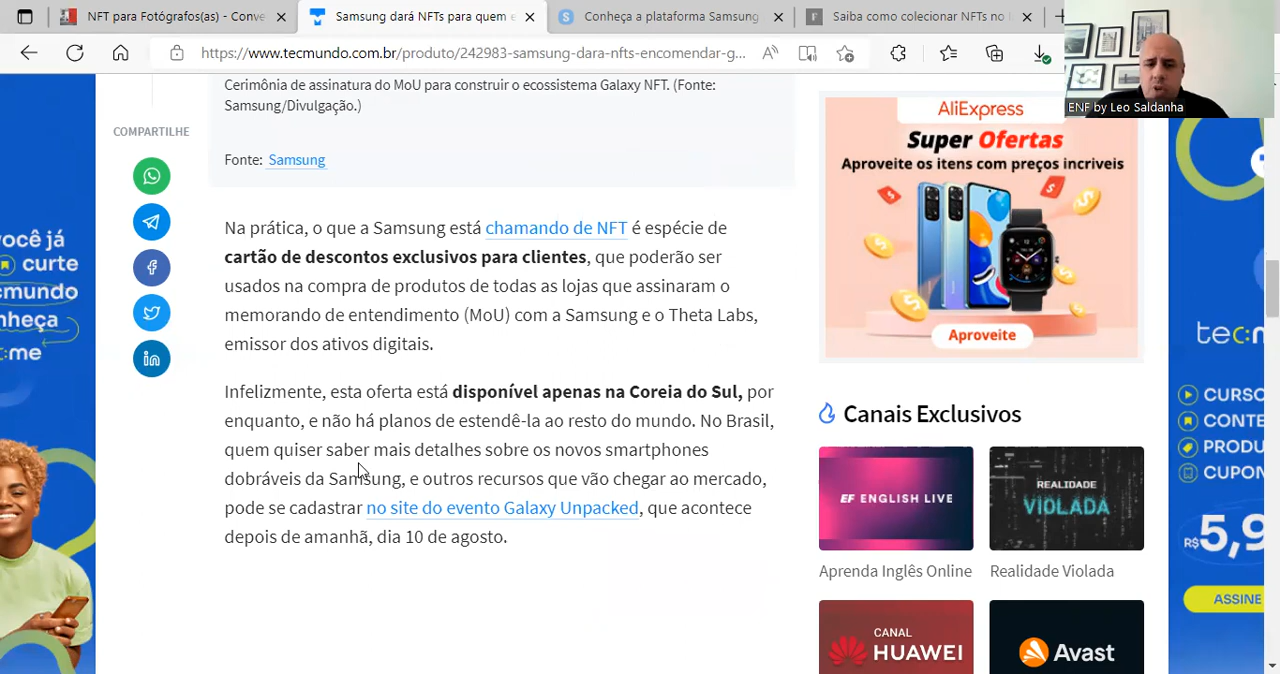 NFT para Fotógrafos(as) - Conve
Samsung dará NFTs para quem e
Conheça a plataforma Samsung
Saiba como colecionar NFTs no
https://www.tecmundo.com.br/produto/242983-samsung-dara-nfts-encomendar-g...
ENF by Leo Saldanha
Cerimônia de assinatura do MoU para construir o ecossistema Galaxy NFT. (Fonte:
Samsung/Divulgação.)
Fonte: Samsung
COMPARTILHE
Na prática, o que a Samsung está chamando de NFT é espécie de
cartão de descontos exclusivos para clientes, que poderão ser
usados na compra de produtos de todas as lojas que assinaram o
memorando de entendimento (MoU) com a Samsung e o Theta Labs,
emissor dos ativos digitais.
Infelizmente, esta oferta está disponível apenas na Coreia do Sul, por
enquanto, e não há planos de estendê-la ao resto do mundo. No Brasil,
quem quiser saber mais detalhes sobre os novos smartphones
dobráveis da Samsung, e outros recursos que vão chegar ao mercado,
pode se cadastrar no site do evento Galaxy Unpacked, que acontece
depois de amanhã, dia 10 de agosto.
AliExpress
Super Ofertas
Aproveite os itens com preços incriveis
Aproveite
Canais Exclusivos
EF ENGLISH LIVE
REALIDADE
VIOLADA
Aprenda Inglês Online
Realidade Violada
CANAL
HUAWEI
Avast
ocê já
curte
cmundo
nheça
:me
tec:m
CURSO
CONTE
PRODU
CUPON
R$5,9
ASSINE